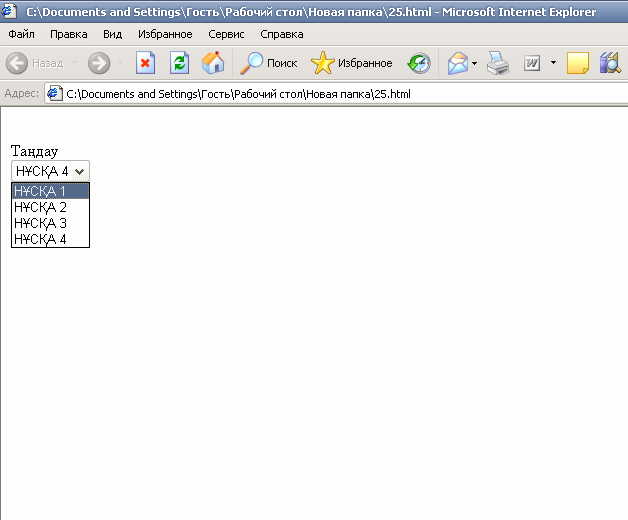 C:\Documents and Settings\Гость\Рабочий стол\Новая папка\25.html - Microsoft Internet Explorer
Файл Правка Вид Избранное Сервис Справка
Назад Поиск Избранное
Адрес: C:\Documents and Settings\Гость\Рабочий стол\Новая папка\25.html
Таңдау
НҰСҚА 4
НҰСҚА 1
НҰСҚА 2
НҰСҚА 3
НҰСҚА 4